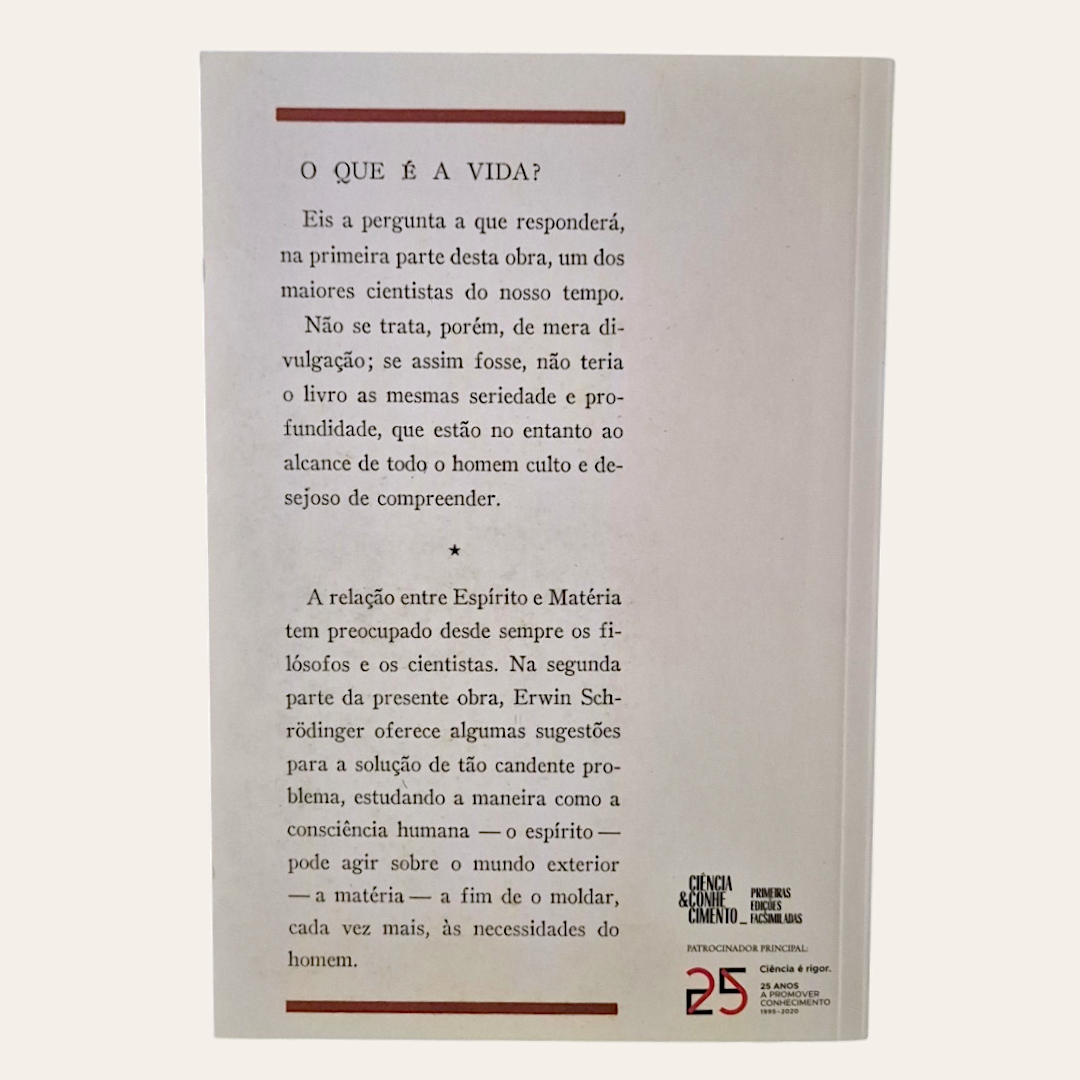 O QUE É A VIDA?
Eis a pergunta a que responderá,
na primeira parte desta obra, um dos
maiores cientistas do nosso tempo.
Não se trata, porém, de mera di-
vulgação; se assim fosse, não teria
o livro as mesmas seriedade e pro-
fundidade, que estão no entanto ao
alcance de todo o homem culto e de-
sejoso de compreender.
★
A relação entre Espírito e Matéria
tem preocupado desde sempre os fi-
lósofos e os cientistas. Na segunda
parte da presente obra, Erwin Sch-
rödinger oferece algumas sugestões
para a solução de tão candente pro-
blema, estudando a maneira como a
consciência humana — o espírito —
pode agir sobre o mundo exterior
— a matéria — a fim de o moldar,
cada vez mais, às necessidades do
homem.
CIÊNCIA
&CONHE
CIMENTO_
PRIMEIRAS
EDIÇÕES
FACSIMILADAS
PATROCINADOR PRINCIPAL:
25
Ciência é rigor.
25 ANOS
A PROMOVER
CONHECIMENTO
1995-2020